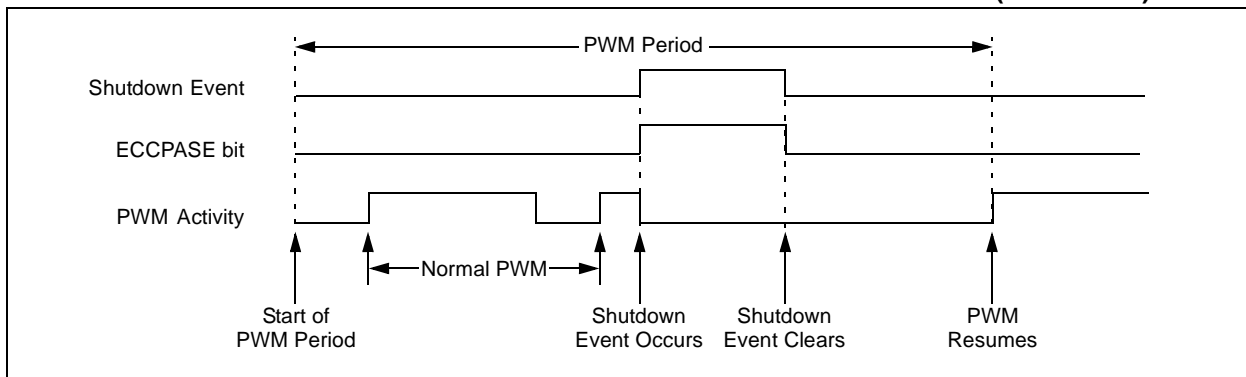 PWM Period
Shutdown Event
ECCPASE bit
PWM Activity
Normal PWM
Start of
PWM Period
Shutdown
Event Occurs
Shutdown
Event Clears
PWM
Resumes